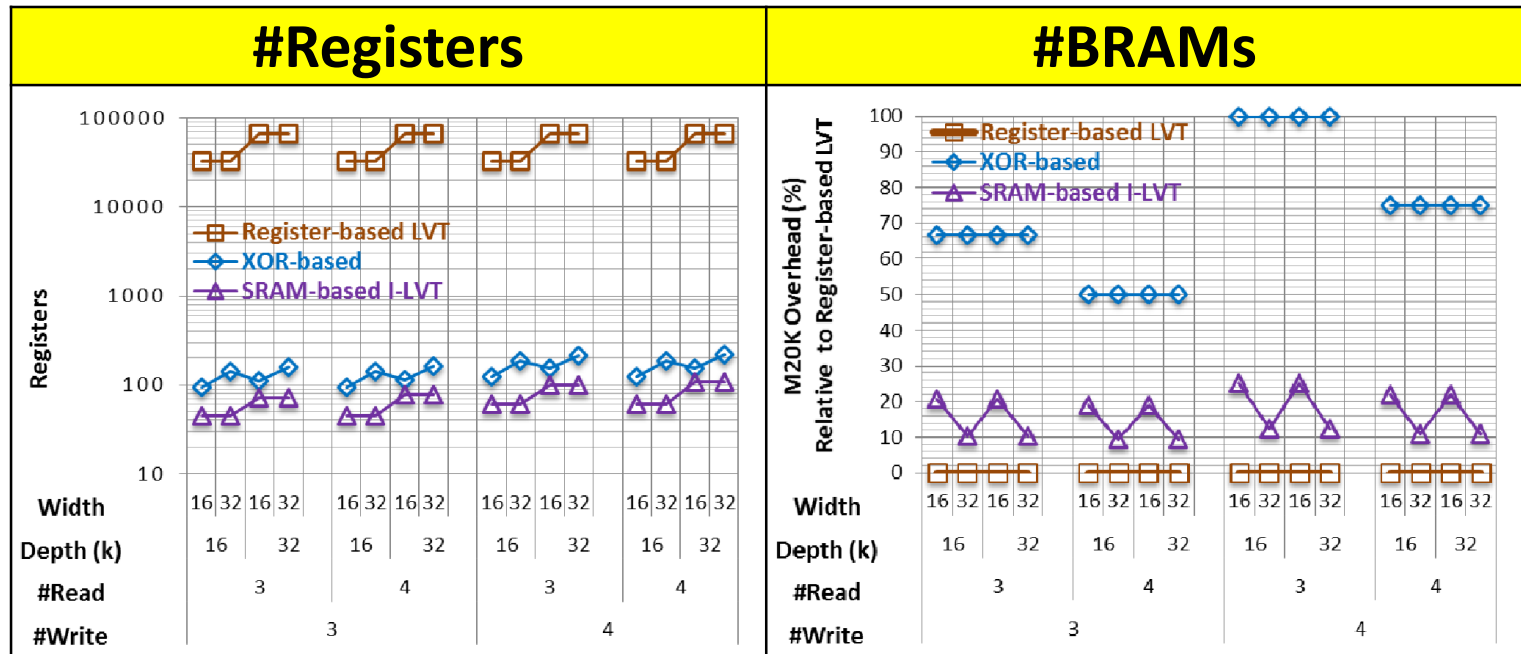 #Registers
#BRAMs
100000
10000
1000
100
10
Registers
Register-based LVT
XOR-based
SRAM-based I-LVT
Width
16 32 16 32 16 32 16 32 16 32 16 32 16 32 16 32
Depth (k)
16 32 16 32 16 32 16 32
#Read
3 4 3 4
#Write
3 4
M20K Overhead (%)
Relative to Register-based LVT
100
90
80
70
60
50
40
30
20
10
0
Register-based LVT
XOR-based
SRAM-based I-LVT
Width
16 32 16 32 16 32 16 32 16 32 16 32 16 32 16 32
Depth (k)
16 32 16 32 16 32 16 32
#Read
3 4 3 4
#Write
3 4